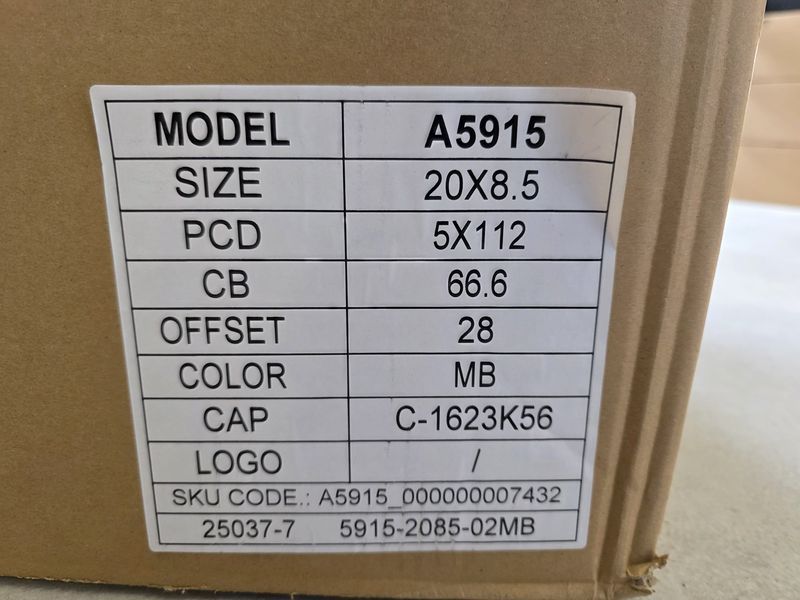 MODEL A5915
SIZE 20X8.5
PCD 5X112
CB 66.6
OFFSET 28
COLOR MB
CAP C-1623K56
LOGO /
SKU CODE.: A5915_000000007432
25037-7 5915-2085-02MB